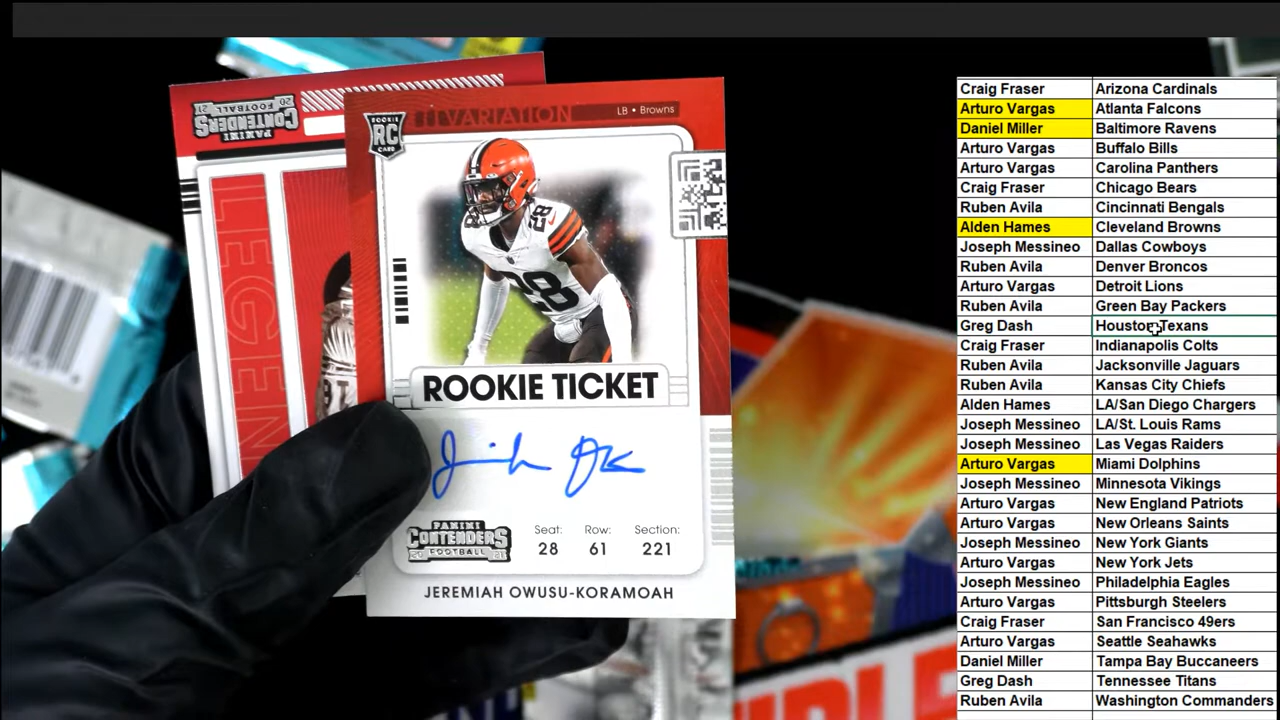 PANINI
CONTENDERS
FOOTBALL
LEGEN
ROOKIE
RC
CARD
VARIATION
LB • Browns
28
ROOKIE TICKET
PANINI
CONTENDERS
20 FOOTBALL 21
Seat: Row: Section:
28 61 221
JEREMIAH OWUSU-KORAMOAH
Craig Fraser Arizona Cardinals
Arturo Vargas Atlanta Falcons
Daniel Miller Baltimore Ravens
Arturo Vargas Buffalo Bills
Arturo Vargas Carolina Panthers
Craig Fraser Chicago Bears
Ruben Avila Cincinnati Bengals
Alden Hames Cleveland Browns
Joseph Messineo Dallas Cowboys
Ruben Avila Denver Broncos
Arturo Vargas Detroit Lions
Ruben Avila Green Bay Packers
Greg Dash Houston Texans
Craig Fraser Indianapolis Colts
Ruben Avila Jacksonville Jaguars
Ruben Avila Kansas City Chiefs
Alden Hames LA/San Diego Chargers
Joseph Messineo LA/St. Louis Rams
Joseph Messineo Las Vegas Raiders
Arturo Vargas Miami Dolphins
Joseph Messineo Minnesota Vikings
Arturo Vargas New England Patriots
Arturo Vargas New Orleans Saints
Joseph Messineo New York Giants
Arturo Vargas New York Jets
Joseph Messineo Philadelphia Eagles
Arturo Vargas Pittsburgh Steelers
Craig Fraser San Francisco 49ers
Arturo Vargas Seattle Seahawks
Daniel Miller Tampa Bay Buccaneers
Greg Dash Tennessee Titans
Ruben Avila Washington Commanders